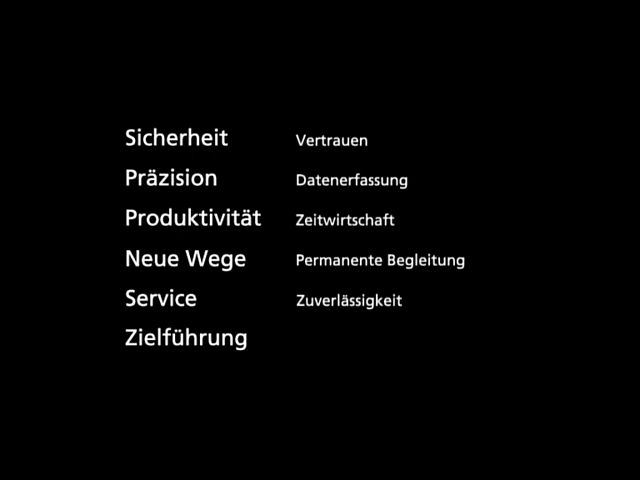 Sicherheit Vertrauen
Präzision Datenerfassung
Produktivität Zeitwirtschaft
Neue Wege Permanente Begleitung
Service Zuverlässigkeit
Zielführung